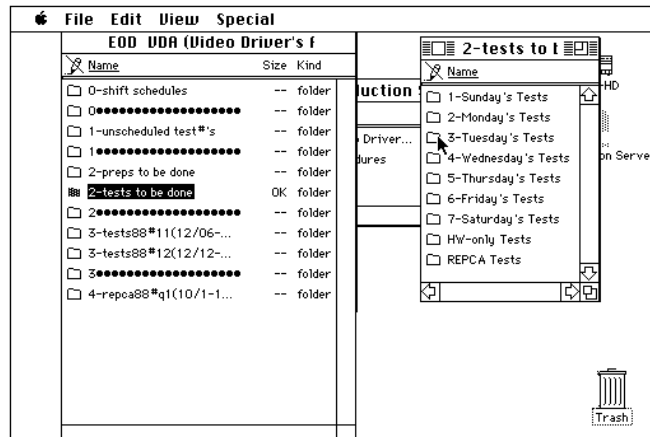 File Edit View Special
EOD VDA (Video Driver's f
Name Size Kind
0-shift schedules -- folder
0●●●●●●●●●●●●●●●●●●● -- folder
1-unscheduled test#'s -- folder
1●●●●●●●●●●●●●●●●●●● -- folder
2-preps to be done -- folder
2-tests to be done OK folder
2●●●●●●●●●●●●●●●●●●● -- folder
3-tests88#11(12/06-... -- folder
3-tests88#12(12/12-... -- folder
3●●●●●●●●●●●●●●●●●●● -- folder
4-repca88#q1(10/1-1... -- folder
uction
Driver...
dures
2-tests to t
Name
1-Sunday's Tests
2-Monday's Tests
3-Tuesday's Tests
4-Wednesday's Tests
5-Thursday's Tests
6-Friday's Tests
7-Saturday's Tests
HW-only Tests
REPCA Tests
-HD
on Serve
Trash